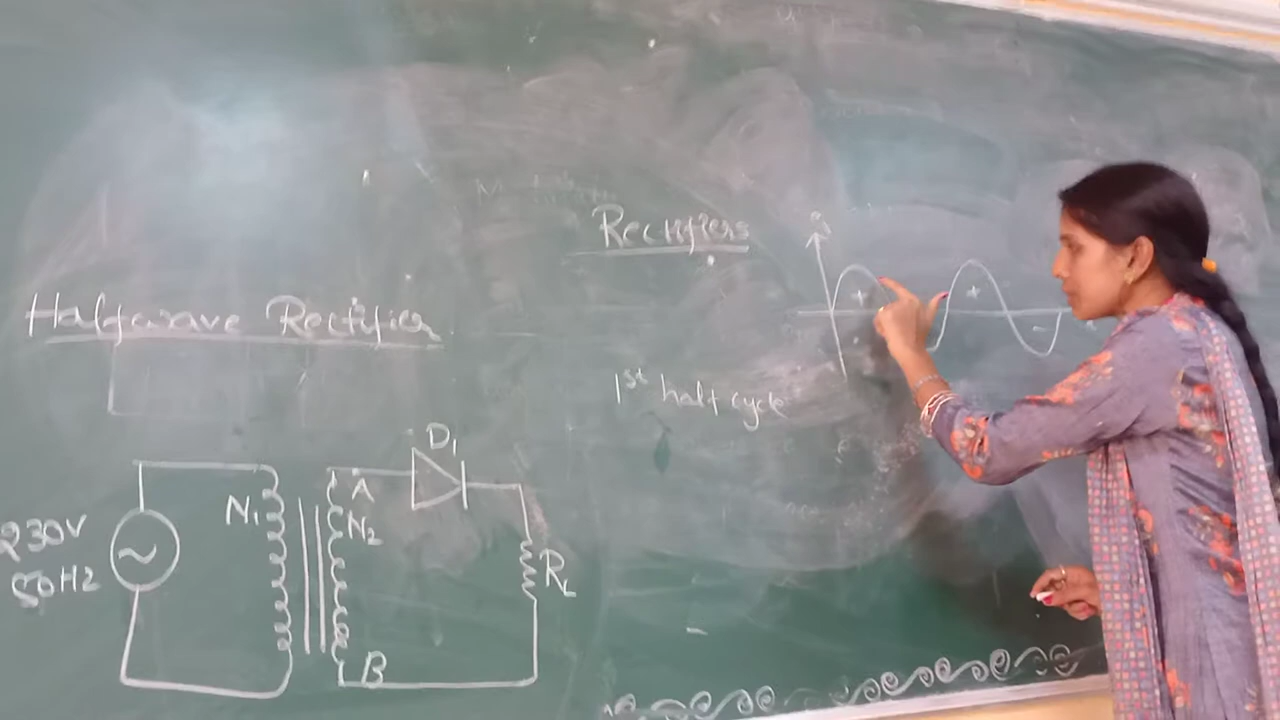 Rectifiers
Halfwave Rectifier
+ + -
1st half cycle
D1
A
N1
N2
230V
50Hz
RL
B